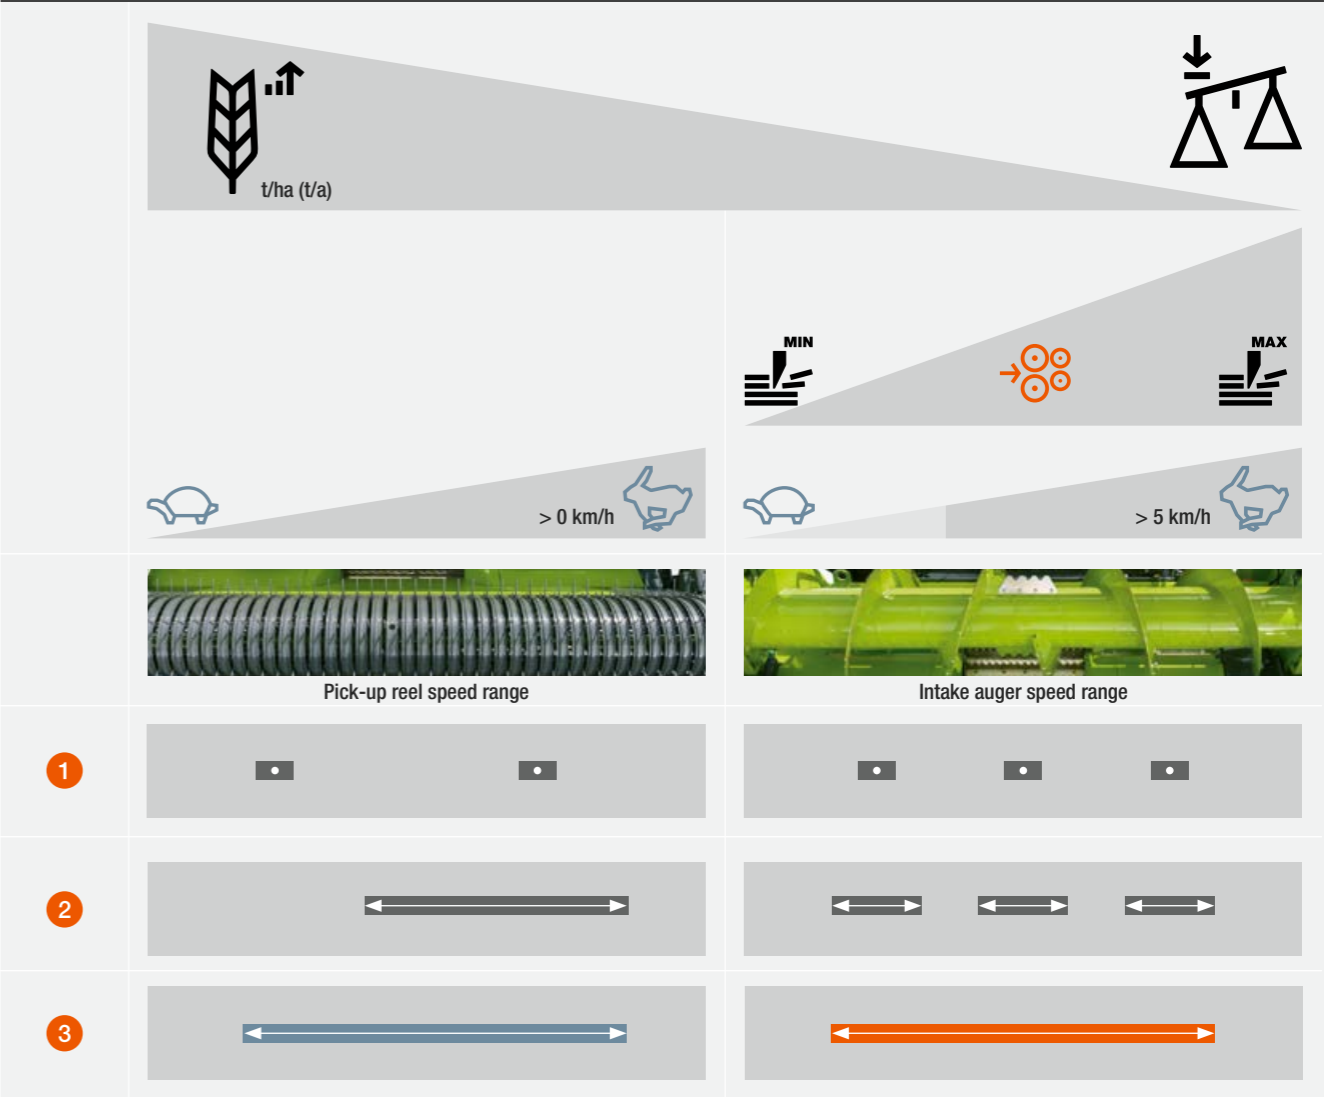 t/ha (t/a)
MIN
MAX
> 0 km/h
> 5 km/h
Pick-up reel speed range
Intake auger speed range
1
2
3